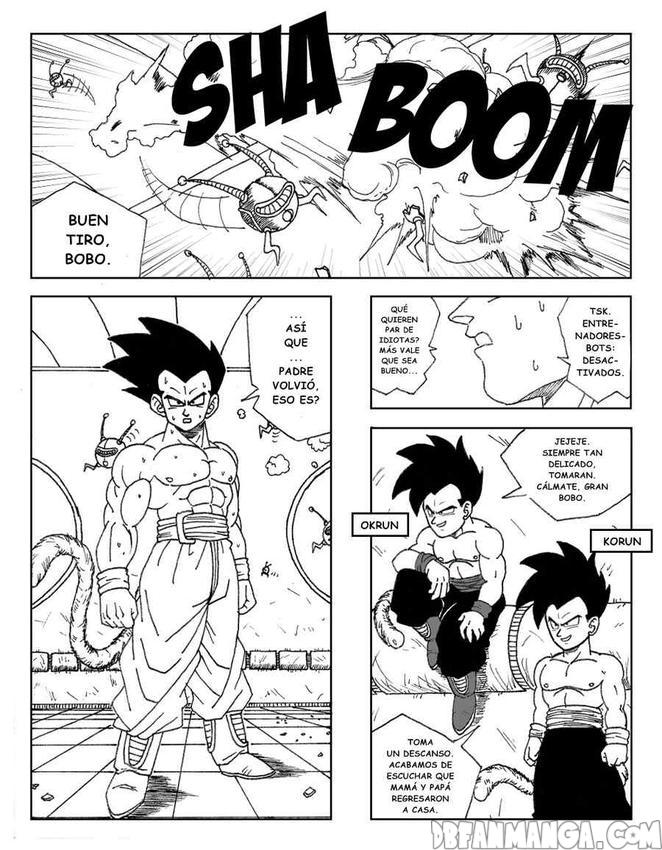 SHA
BOOM
BUEN
TIRO,
BOBO.
TSK.
ENTRE-
NADORES-
BOTS:
DESAC-
TIVADOS.
QUÉ
QUIEREN
PAR DE
IDIOTAS?
MÁS VALE
QUE SEA
BUENO...
JEJEJE.
SIEMPRE TAN
DELICADO,
TOMARAN.
CÁLMATE, GRAN
BOBO.
OKRUN
KORUN
TOMA
UN DESCANSO.
ACABAMOS DE
ESCUCHAR QUE
MAMÁ Y PAPÁ
REGRESARON
A CASA.
...
ASÍ
QUE
...
PADRE
VOLVIÓ,
ESO ES?
DBFANMANGA.COM